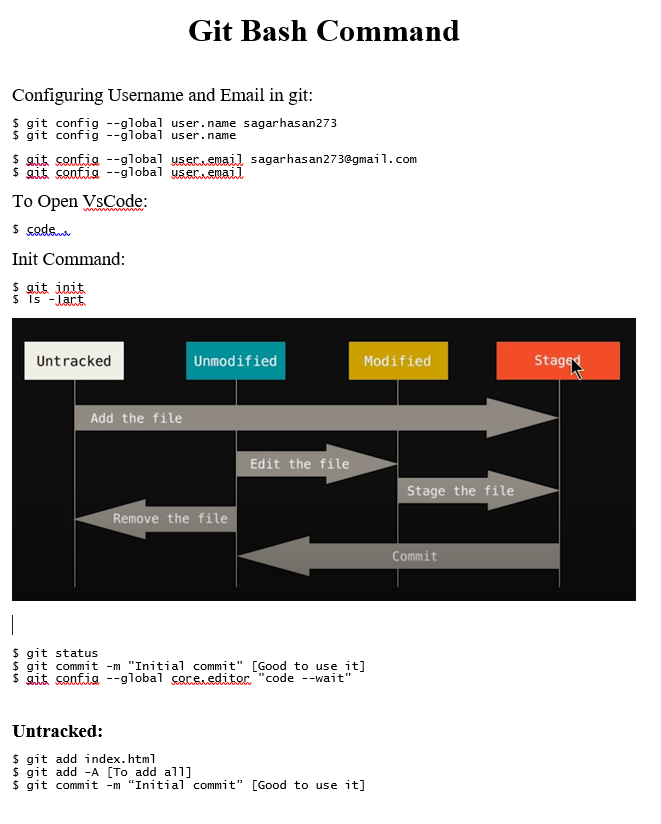 Git Bash Command
Configuring Username and Email in git:
$ git config --global user.name sagarhasan273
$ git config --global user.name
$ git config --global user.email sagarhasan273@gmail.com
$ git config --global user.email
To Open VsCode:
$ code .
Init Command:
$ git init
$ ls -lart
Untracked Unmodified Modified Staged
Add the file
Edit the file
Stage the file
Remove the file
Commit
$ git status
$ git commit -m "Initial commit" [Good to use it]
$ git config --global core.editor "code --wait"
Untracked:
$ git add index.html
$ git add -A [To add all]
$ git commit -m “Initial commit” [Good to use it]